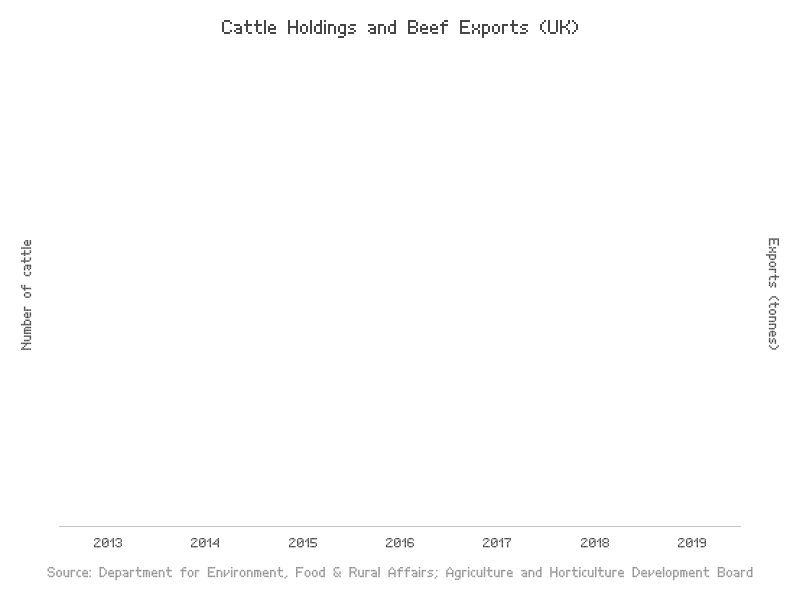 Cattle Holdings and Beef Exports (UK)
Number of cattle
Exports (tonnes)
2013 2014 2015 2016 2017 2018 2019
Source: Department for Environment, Food & Rural Affairs; Agriculture and Horticulture Development Board